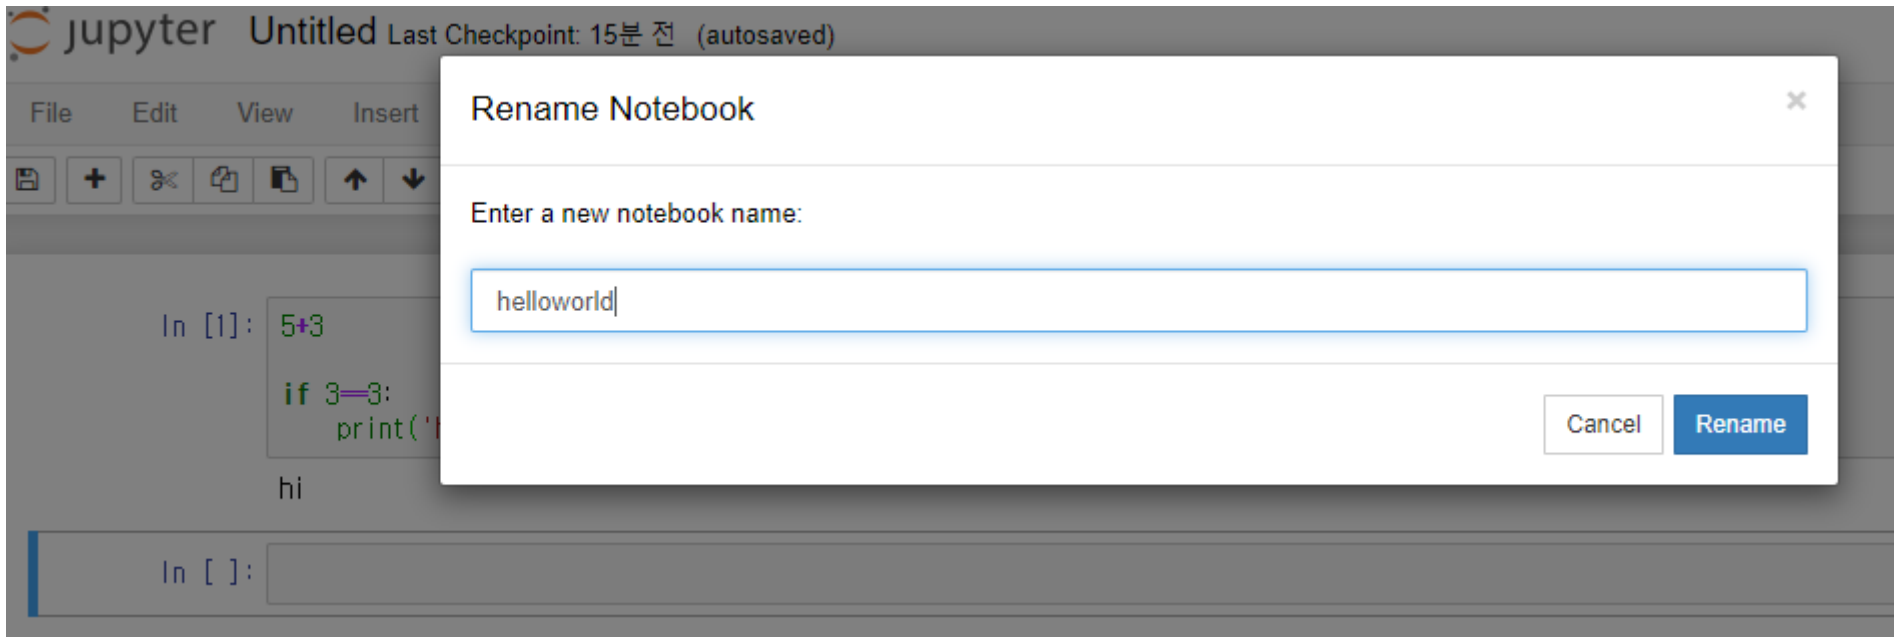 jupyter Untitled Last Checkpoint: 15분 전 (autosaved)
File Edit View Insert
Rename Notebook ×
Enter a new notebook name:
helloworld
Cancel Rename
In [1]: 5+3
if 3==3:
print('
hi
In [ ]: